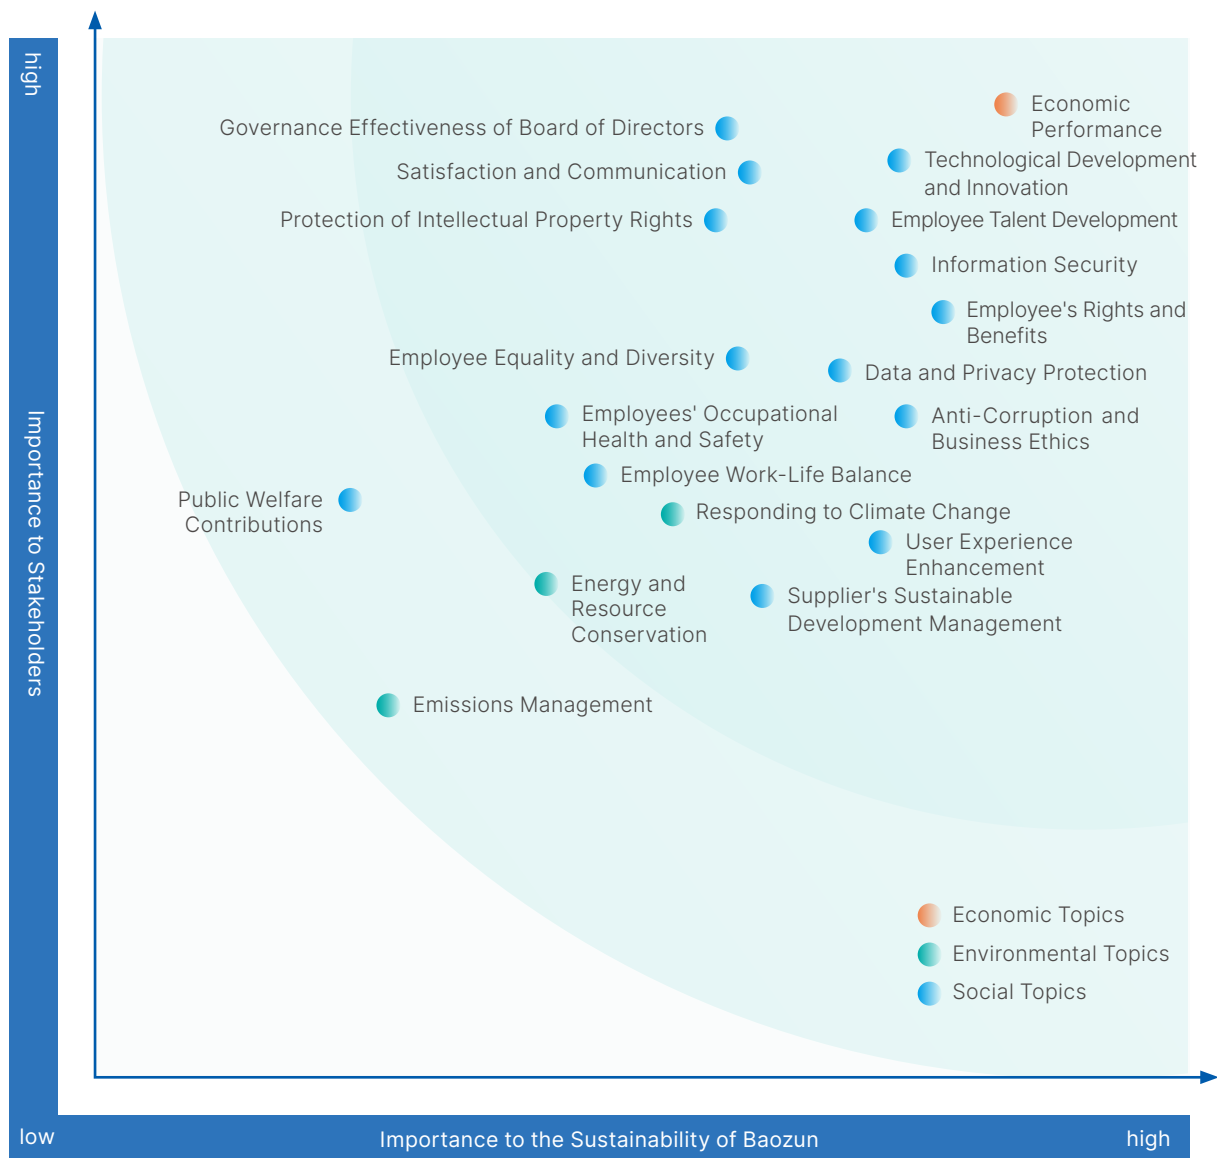 high
Importance to Stakeholders
Economic
Performance
Governance Effectiveness of Board of Directors
Technological Development
and Innovation
Satisfaction and Communication
Protection of Intellectual Property Rights
Employee Talent Development
Information Security
Employee's Rights and
Benefits
Employee Equality and Diversity
Data and Privacy Protection
Employees' Occupational
Health and Safety
Anti-Corruption and
Business Ethics
Employee Work-Life Balance
Public Welfare
Contributions
Responding to Climate Change
User Experience
Enhancement
Energy and
Resource
Conservation
Supplier's Sustainable
Development Management
Emissions Management
Economic Topics
Environmental Topics
Social Topics
low
Importance to the Sustainability of Baozun
high